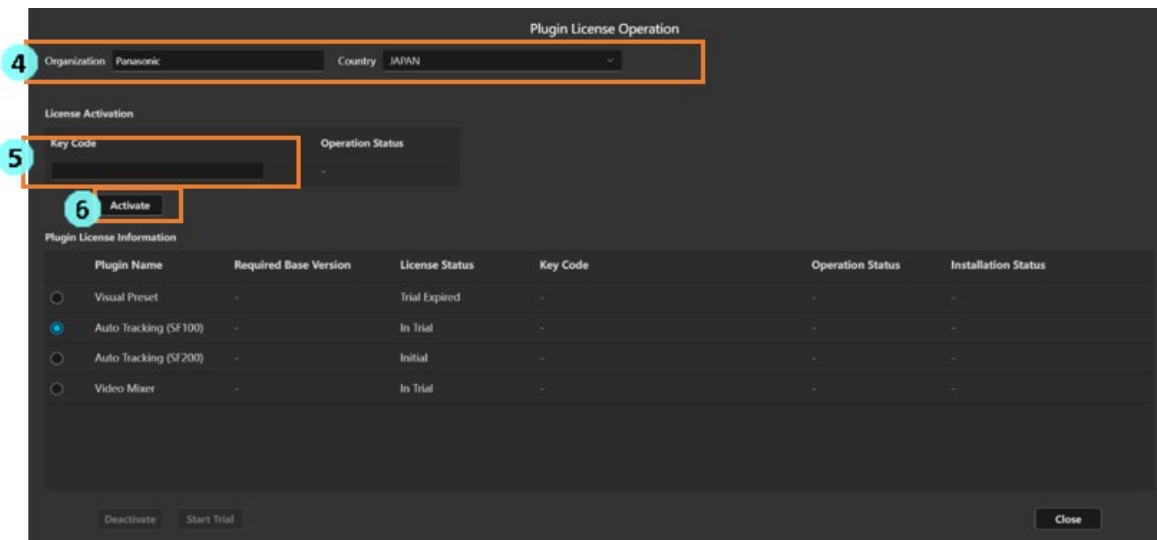 Plugin License Operation
4 Organization Panasonic Country JAPAN
License Activation
5 Key Code Operation Status
-
6 Activate
Plugin License Information
Plugin Name Required Base Version License Status Key Code Operation Status Installation Status
Visual Preset - Trial Expired - - -
Auto Tracking (SF100) - In Trial - - -
Auto Tracking (SF200) - Initial - - -
Video Mixer - In Trial - - -
Deactivate Start Trial Close